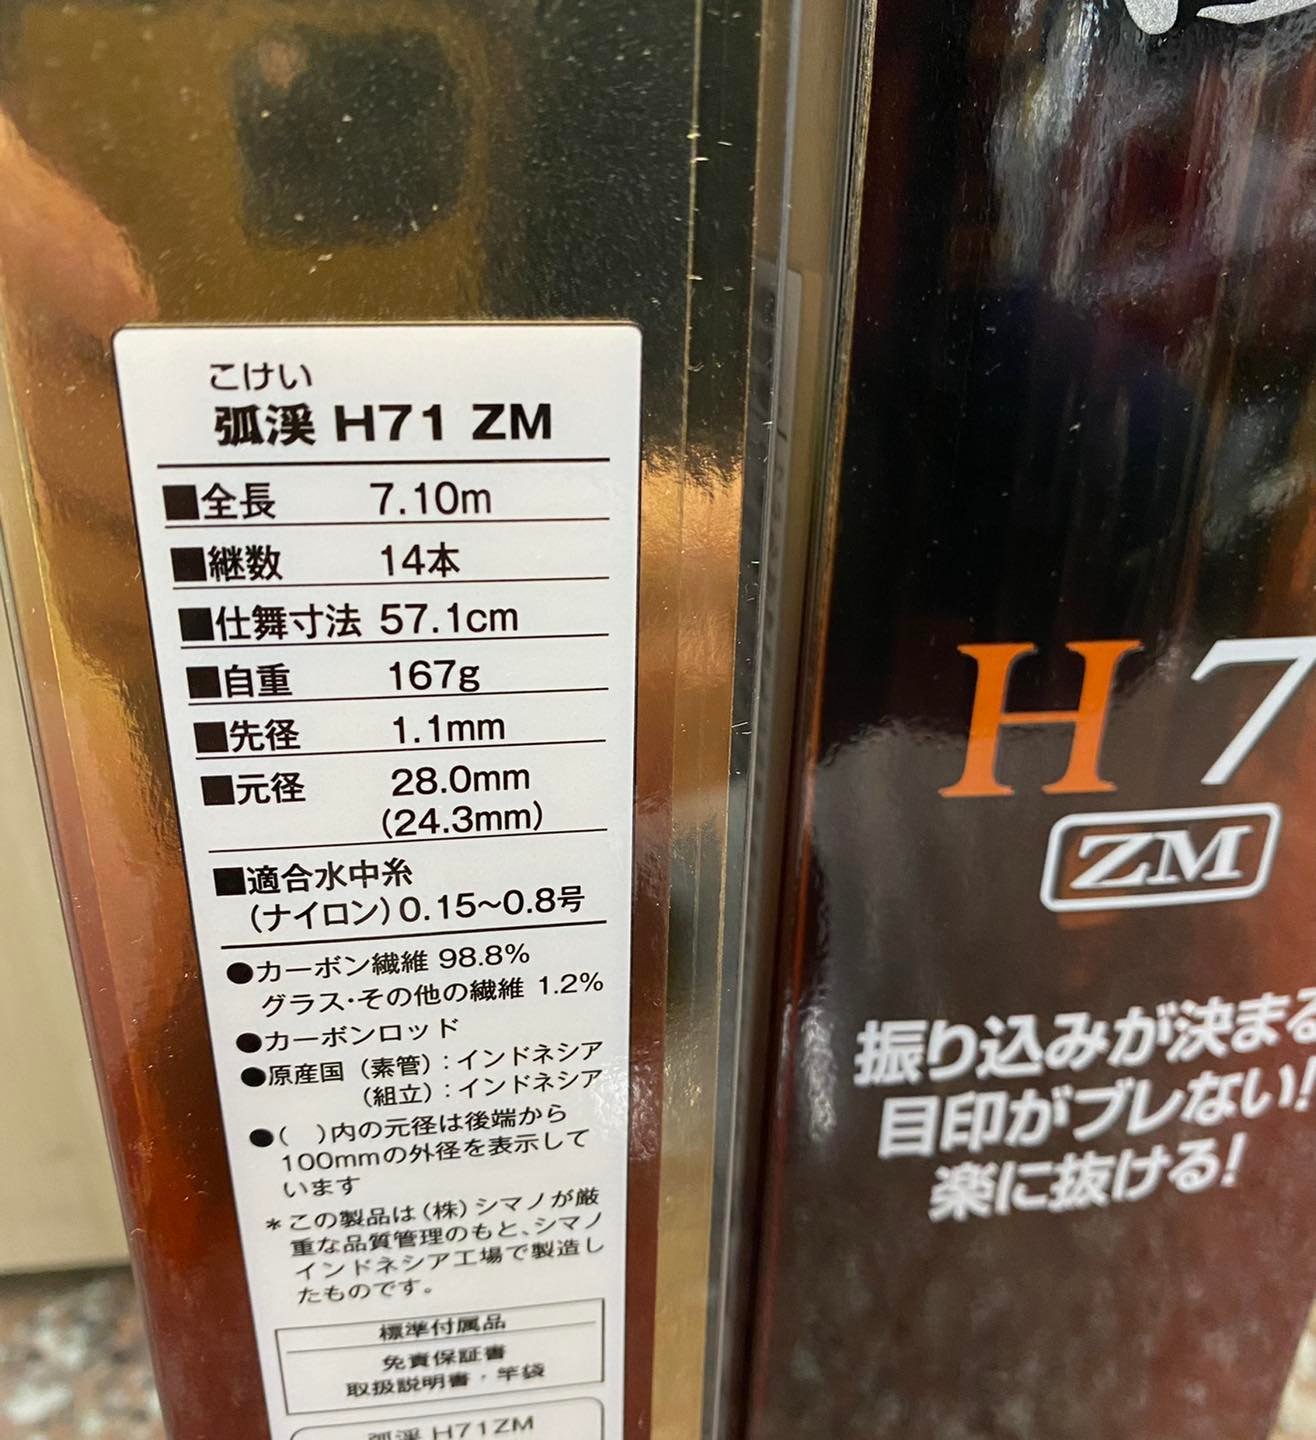 こけい
弧渓 H71 ZM
■全長 7.10m
■継数 14本
■仕舞寸法 57.1cm
■自重 167g
■先径 1.1mm
■元径 28.0mm
(24.3mm)
■適合水中糸
(ナイロン)0.15~0.8号
●カーボン繊維 98.8%
グラス・その他の繊維 1.2%
●カーボンロッド
●原産国(素管):インドネシア
(組立):インドネシア
●( )内の元径は後端から
100mmの外径を表示して
います
*この製品は(株)シマノが厳
重な品質管理のもと、シマノ
インドネシア工場で製造し
たものです。
標準付属品
免責保証書
取扱説明書・竿袋
弧渓 H71ZM
H7
ZM
振り込みが決まる
目印がブレない!
楽に抜ける!